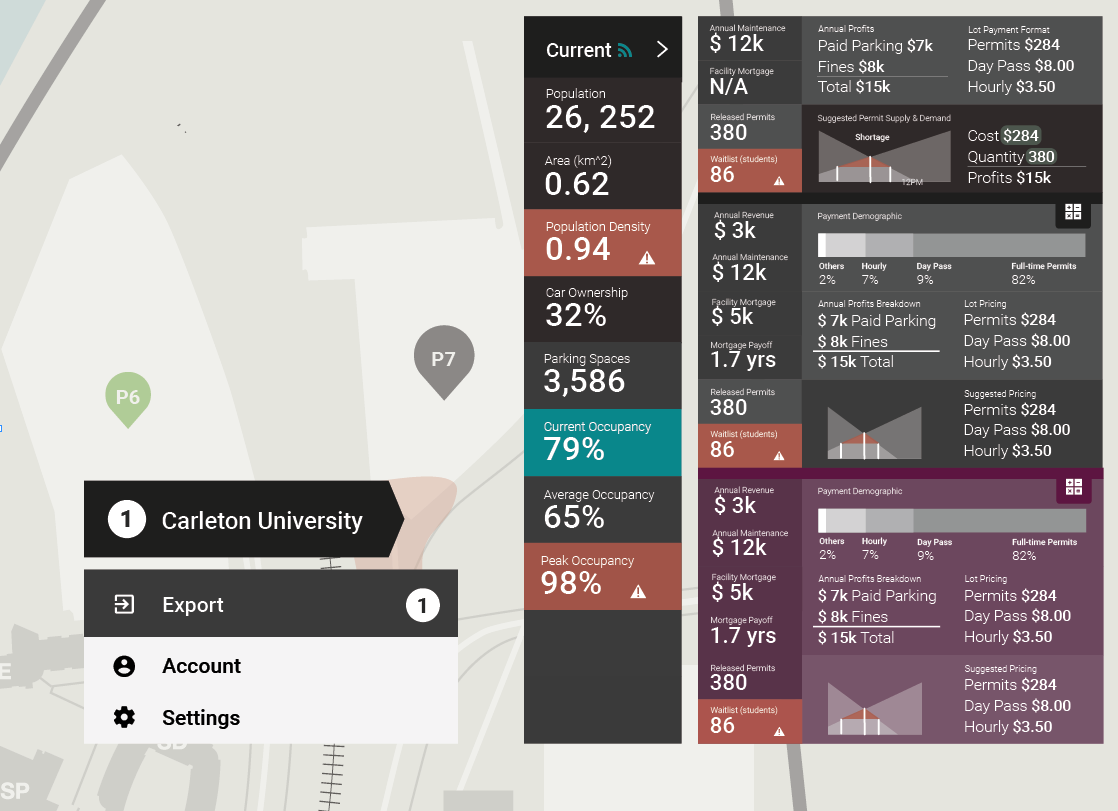 P6
P7
1 Carleton University
Export 1
Account
Settings
E
SD
SP
Current
Population
26, 252
Area (km^2)
0.62
Population Density
0.94
Car Ownership
32%
Parking Spaces
3,586
Current Occupancy
79%
Average Occupancy
65%
Peak Occupancy
98%
Annual Maintenance
$ 12k
Facility Mortgage
N/A
Released Permits
380
Waitlist (students)
86
Annual Profits
Paid Parking $7k
Fines $8k
Total $15k
Lot Payment Format
Permits $284
Day Pass $8.00
Hourly $3.50
Suggested Permit Supply & Demand
Shortage
12PM
Cost $284
Quantity 380
Profits $15k
Annual Revenue
$ 3k
Annual Maintenance
$ 12k
Facility Mortgage
$ 5k
Mortgage Payoff
1.7 yrs
Released Permits
380
Waitlist (students)
86
Payment Demographic
Others Hourly Day Pass Full-time Permits
2% 7% 9% 82%
Annual Profits Breakdown
$ 7k Paid Parking
$ 8k Fines
$ 15k Total
Lot Pricing
Permits $284
Day Pass $8.00
Hourly $3.50
Suggested Pricing
Permits $284
Day Pass $8.00
Hourly $3.50
Annual Revenue
$ 3k
Annual Maintenance
$ 12k
Facility Mortgage
$ 5k
Mortgage Payoff
1.7 yrs
Released Permits
380
Waitlist (students)
86
Payment Demographic
Others Hourly Day Pass Full-time Permits
2% 7% 9% 82%
Annual Profits Breakdown
$ 7k Paid Parking
$ 8k Fines
$ 15k Total
Lot Pricing
Permits $284
Day Pass $8.00
Hourly $3.50
Suggested Pricing
Permits $284
Day Pass $8.00
Hourly $3.50